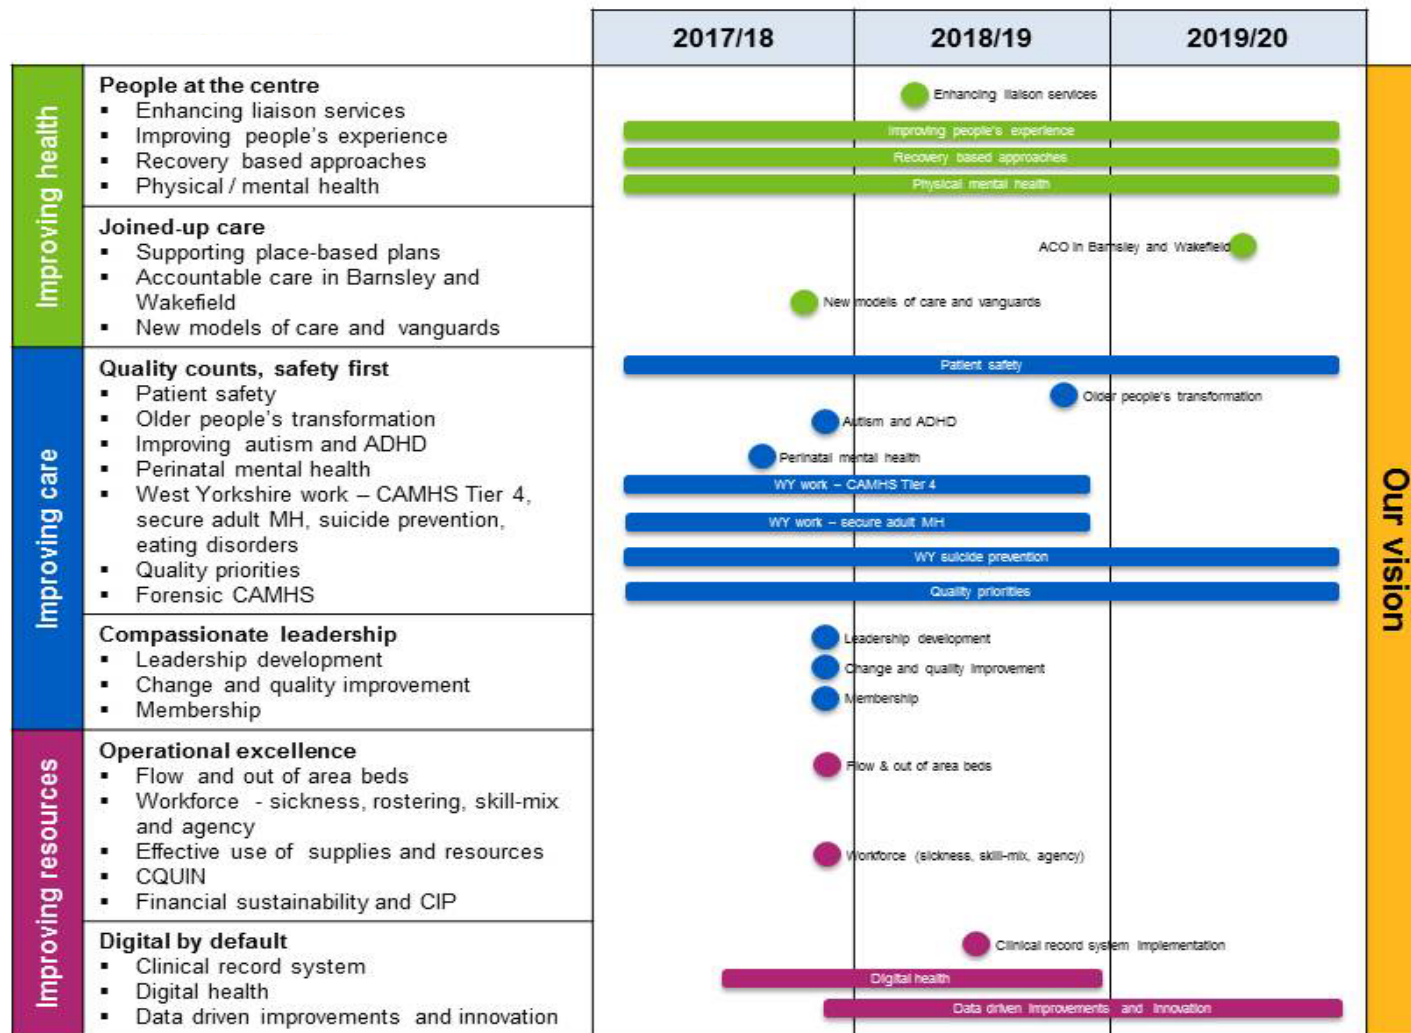 2017/18
2018/19
2019/20
Improving health
People at the centre
▪ Enhancing liaison services
▪ Improving people's experience
▪ Recovery based approaches
▪ Physical / mental health
Enhancing liaison services
Improving people's experience
Recovery based approaches
Physical mental health
Joined-up care
▪ Supporting place-based plans
▪ Accountable care in Barnsley and
Wakefield
▪ New models of care and vanguards
ACO in Barnsley and Wakefield
New models of care and vanguards
Improving care
Quality counts, safety first
▪ Patient safety
▪ Older people's transformation
▪ Improving autism and ADHD
▪ Perinatal mental health
▪ West Yorkshire work – CAMHS Tier 4,
secure adult MH, suicide prevention,
eating disorders
▪ Quality priorities
▪ Forensic CAMHS
Patient safety
Older people's transformation
Autism and ADHD
Perinatal mental health
WY work – CAMHS Tier 4
WY work – secure adult MH
WY suicide prevention
Quality priorities
Compassionate leadership
▪ Leadership development
▪ Change and quality improvement
▪ Membership
Leadership development
Change and quality improvement
Membership
Improving resources
Operational excellence
▪ Flow and out of area beds
▪ Workforce - sickness, rostering, skill-mix
and agency
▪ Effective use of supplies and resources
▪ CQUIN
▪ Financial sustainability and CIP
Flow & out of area beds
Workforce (sickness, skill-mix, agency)
Digital by default
▪ Clinical record system
▪ Digital health
▪ Data driven improvements and innovation
Clinical record system implementation
Digital health
Data driven improvements and innovation
Our vision